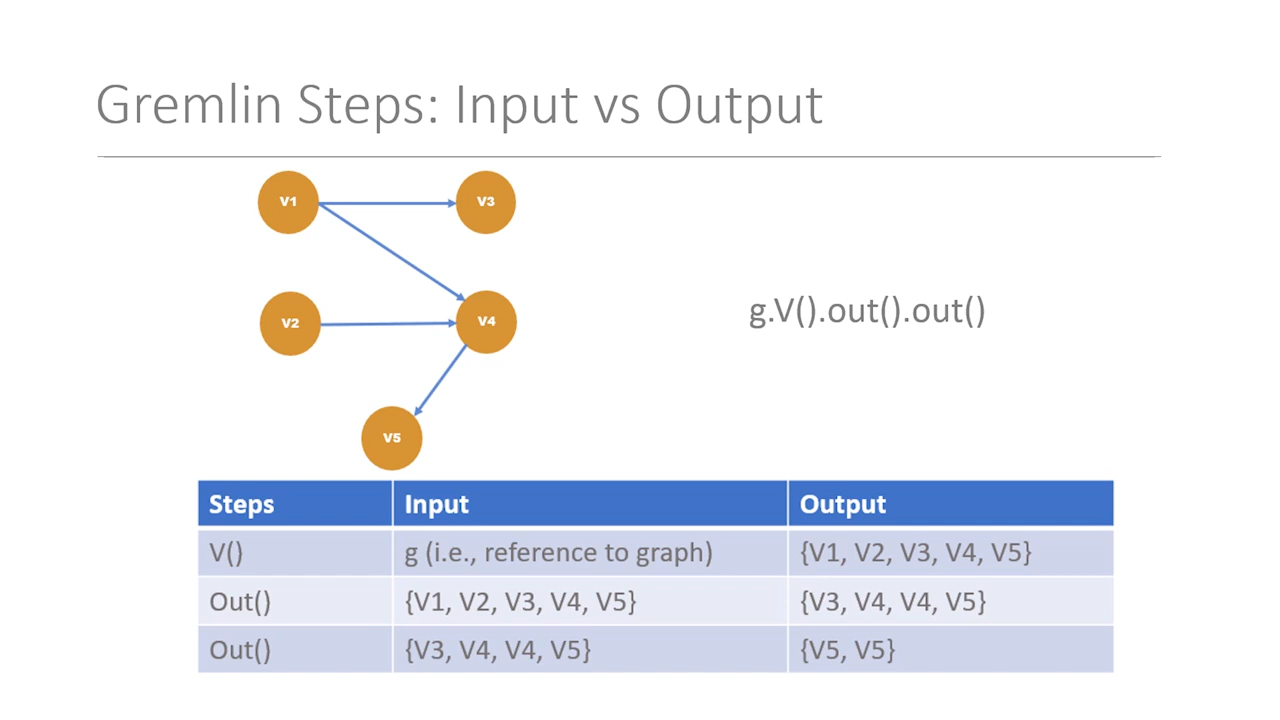 Gremlin Steps: Input vs Output
V1
V3
V2
V4
g.V().out().out()
V5
Steps Input Output
V() g (i.e., reference to graph) {V1, V2, V3, V4, V5}
Out() {V1, V2, V3, V4, V5} {V3, V4, V4, V5}
Out() {V3, V4, V4, V5} {V5, V5}